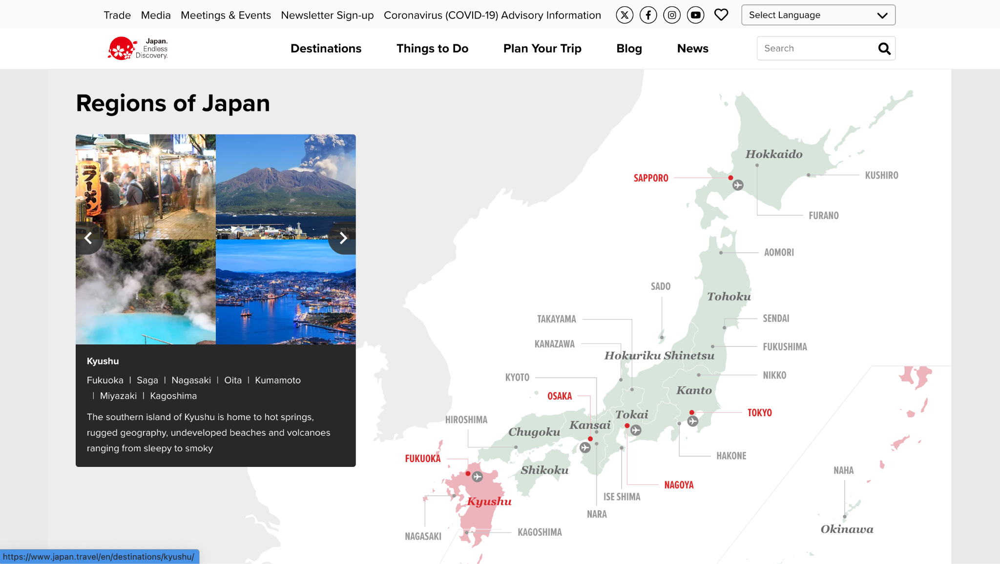 Trade Media Meetings & Events Newsletter Sign-up Coronavirus (COVID-19) Advisory Information Select Language
Japan.
Endless
Discovery.
Destinations Things to Do Plan Your Trip Blog News Search
Regions of Japan
ラーメン
Kyushu
Fukuoka | Saga | Nagasaki | Oita | Kumamoto
| Miyazaki | Kagoshima
The southern island of Kyushu is home to hot springs,
rugged geography, undeveloped beaches and volcanoes
ranging from sleepy to smoky
Hokkaido
SAPPORO
KUSHIRO
FURANO
AOMORI
SADO
Tohoku
TAKAYAMA
SENDAI
KANAZAWA
FUKUSHIMA
Hokuriku Shinetsu
KYOTO
NIKKO
Kanto
OSAKA
TOKYO
Tokai
HIROSHIMA
Kansai
Chugoku
HAKONE
FUKUOKA
Shikoku
NAHA
NAGOYA
ISE SHIMA
Kyushu
NARA
Okinawa
KAGOSHIMA
NAGASAKI
https://www.japan.travel/en/destinations/kyushu/